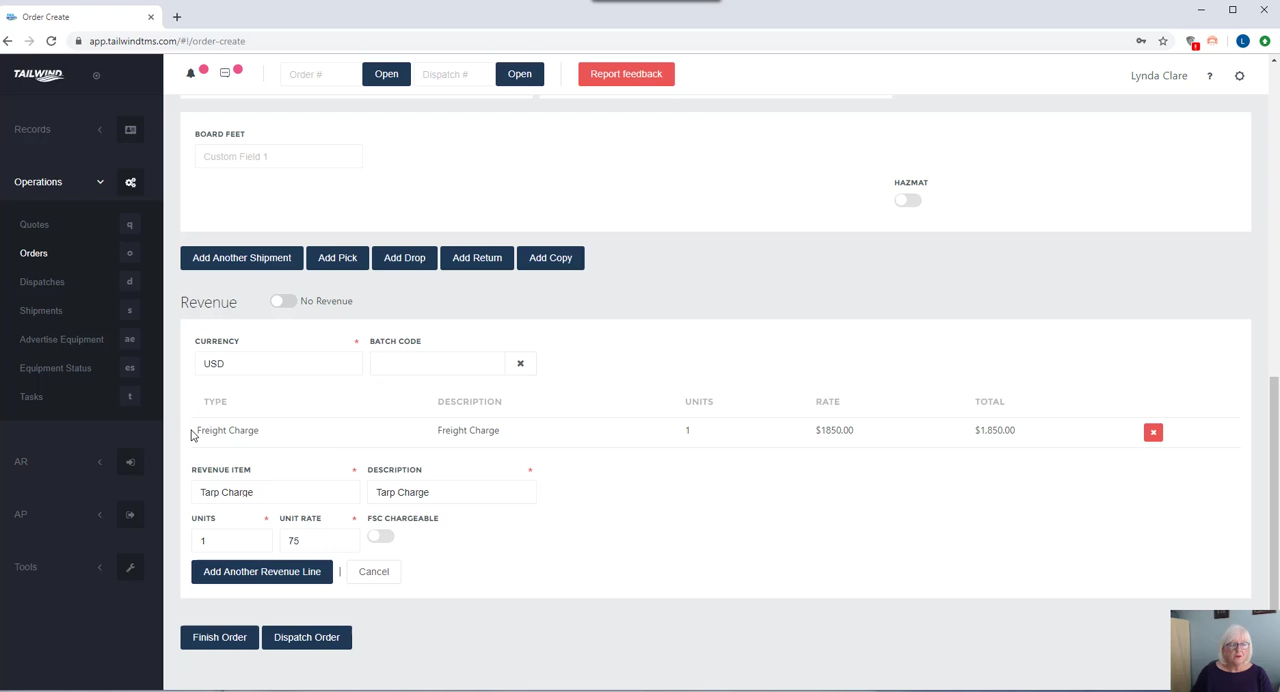 Order Create
app.tailwindtms.com/#!/order-create
L
TAILWIND
Order #
Open
Dispatch #
Open
Report feedback
Lynda Clare
?
Records
BOARD FEET
Custom Field 1
Operations
HAZMAT
Quotes q
Orders o
Add Another Shipment Add Pick Add Drop Add Return Add Copy
Dispatches d
Revenue No Revenue
Shipments s
Advertise Equipment ae
CURRENCY * BATCH CODE
Equipment Status es
USD
Tasks t
TYPE DESCRIPTION UNITS RATE TOTAL
Freight Charge Freight Charge 1 $1850.00 $1,850.00
AR
REVENUE ITEM * DESCRIPTION *
Tarp Charge Tarp Charge
AP
UNITS * UNIT RATE * FSC CHARGEABLE
1 75
Tools
Add Another Revenue Line | Cancel
Finish Order Dispatch Order